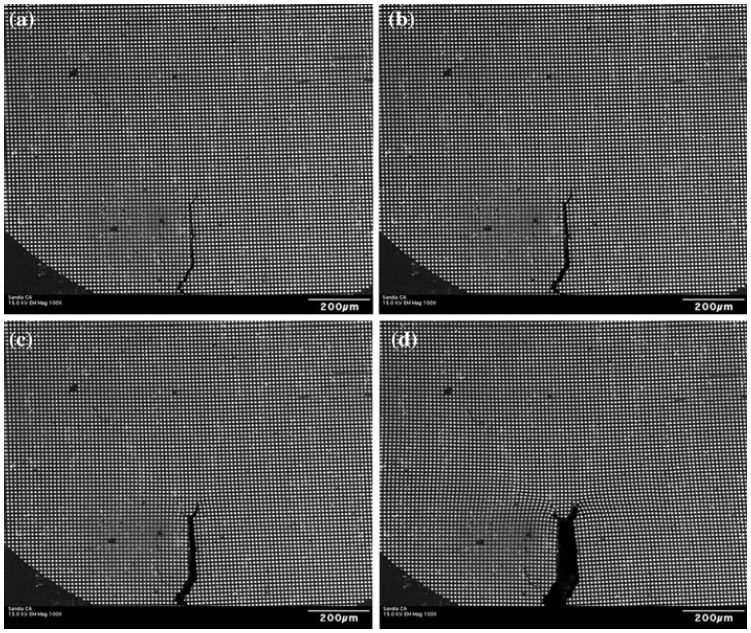 (a)
Sandia CA
15.0 KV EM Mag 100X
200µm
(b)
Sandia CA
15.0 KV EM Mag 100X
200µm
(c)
Sandia CA
15.0 KV EM Mag 100X
200µm
(d)
Sandia CA
15.0 KV EM Mag 100X
200µm